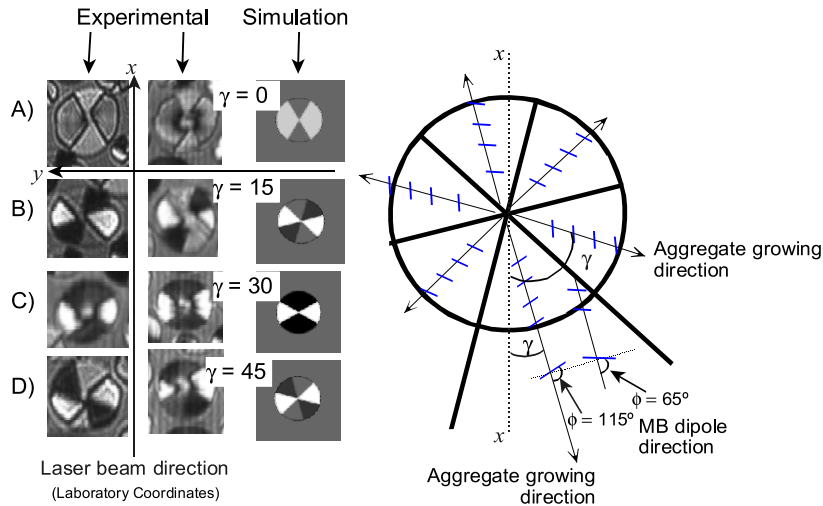 Experimental
Simulation
x
A)
γ = 0
y
B)
γ = 15
C)
γ = 30
D)
γ = 45
Laser beam direction
(Laboratory Coordinates)
x
Aggregate growing
direction
γ
γ
ϕ = 65º
ϕ = 115º
MB dipole
direction
x
Aggregate growing
direction